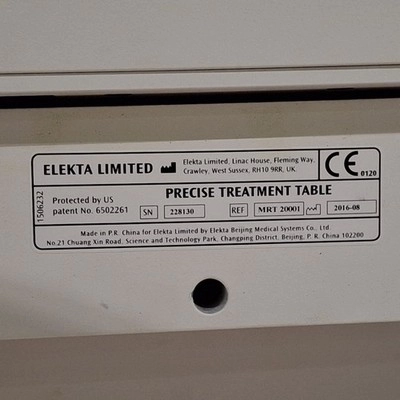 ELEKTA LIMITED Elekta Limited, Linac House, Fleming Way,
Crawley, West Sussex, RH10 9RR, UK.
CE 0120
1506232
Protected by US
patent No. 6502261
PRECISE TREATMENT TABLE
SN 228130 REF MRT 20001 2016-08
Made in P.R. China for Elekta Limited by Elekta Beijing Medical Systems Co., Ltd.
No.21 Chuang Xin Road, Science and Technology Park, Changping District, Beijing, P. R. China 102200